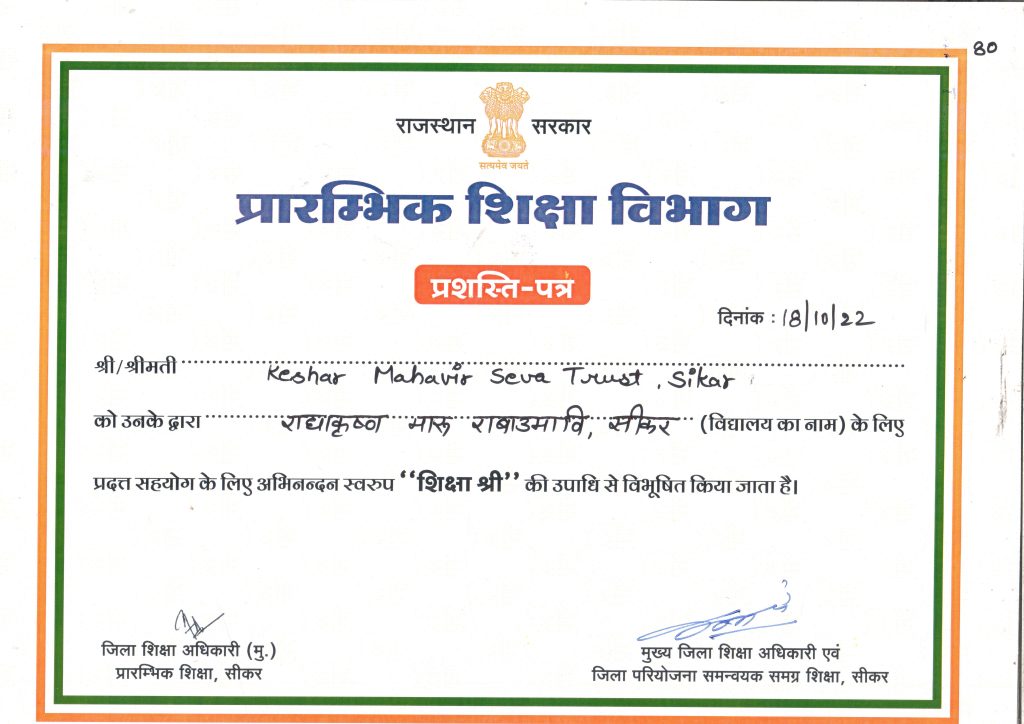 80
राजस्थान सरकार
सत्यमेव जयते
प्रारम्भिक शिक्षा विभाग
प्रशस्ति-पत्र
दिनांक : 18/10/22
श्री/श्रीमती Keshar Mahavir Seva Trust, Sikar
को उनके द्वारा राधाकृष्ण मारू राबाउमावि, सीकर (विद्यालय का नाम) के लिए
प्रदत्त सहयोग के लिए अभिनन्दन स्वरुप ‘‘शिक्षा श्री’’ की उपाधि से विभूषित किया जाता है।
जिला शिक्षा अधिकारी (मु.)
प्रारम्भिक शिक्षा, सीकर
मुख्य जिला शिक्षा अधिकारी एवं
जिला परियोजना समन्वयक समग्र शिक्षा, सीकर